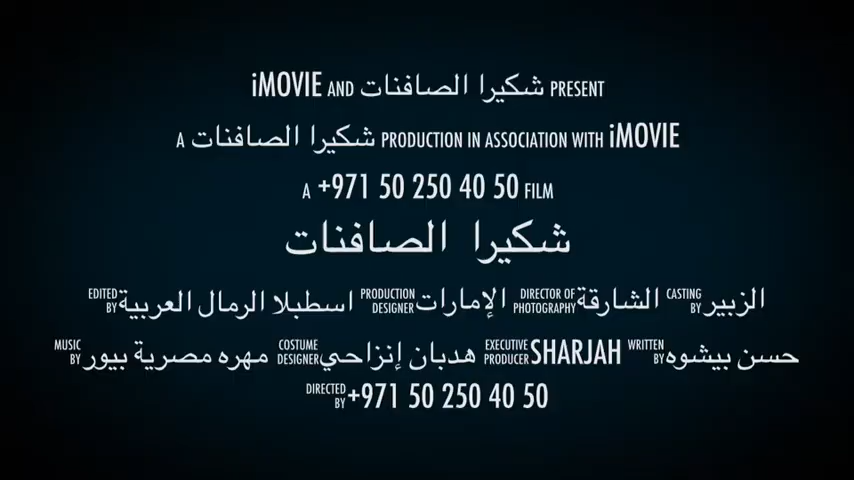 iMOVIE AND شكيرا الصافنات PRESENT
A شكيرا الصافنات PRODUCTION IN ASSOCIATION WITH iMOVIE
A +971 50 250 40 50 FILM
شكيرا الصافنات
EDITED BY اسطبلا الرمال العربية PRODUCTION DESIGNER الإمارات DIRECTOR OF PHOTOGRAPHY الشارقة CASTING BY الزبير
MUSIC BY مهره مصرية بيور COSTUME DESIGNER هدبان إنزاحي EXECUTIVE PRODUCER SHARJAH WRITTEN BY حسن بيشوه
DIRECTED BY +971 50 250 40 50